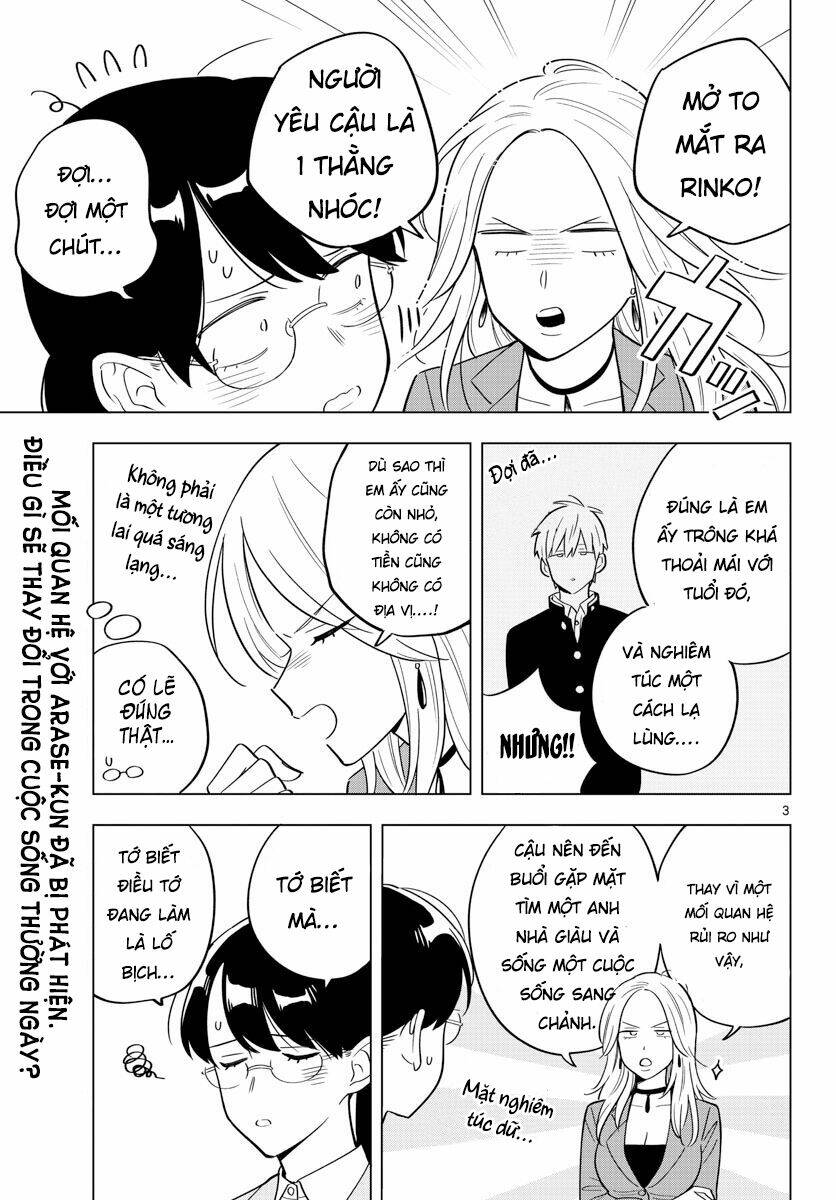 MỞ TO
MẮT RA
RINKO!
NGƯỜI
YÊU CẬU LÀ
1 THẰNG
NHÓC!
ĐỢI...
ĐỢI MỘT
CHÚT...
ガガッ
ĐÚNG LÀ EM
ẤY TRÔNG KHÁ
THOẢI MÁI VỚI
TUỔI ĐÓ,
VÀ NGHIÊM
TÚC MỘT
CÁCH LẠ
LÙNG....
Đợi đã...
NHƯNG!!
DÙ SAO THÌ
EM ẤY CŨNG
CÒN NHỎ,
KHÔNG CÓ
TIỀN CŨNG
KHÔNG CÓ
ĐỊA VỊ....!
Không phải
là một tương
lai quá sáng
lạng...
CÓ LẼ
ĐÚNG
THẬT...
3
THAY VÌ MỘT
MỐI QUAN HỆ
RỦI RO NHƯ
VẬY,
CẬU NÊN ĐẾN
BUỔI GẶP MẶT
TÌM MỘT ANH
NHÀ GIÀU VÀ
SỐNG MỘT CUỘC
SỐNG SANG
CHẢNH.
Mặt nghiêm
túc dữ...
TỚ BIẾT
MÀ...
TỚ BIẾT
ĐIỀU TỚ
ĐANG LÀM
LÀ LỐ
BỊCH...
MỐI QUAN HỆ VỚI ARASE-KUN ĐÃ BỊ PHÁT HIỆN.
ĐIỀU GÌ SẼ THAY ĐỔI TRONG CUỘC SỐNG THƯỜNG NGÀY?